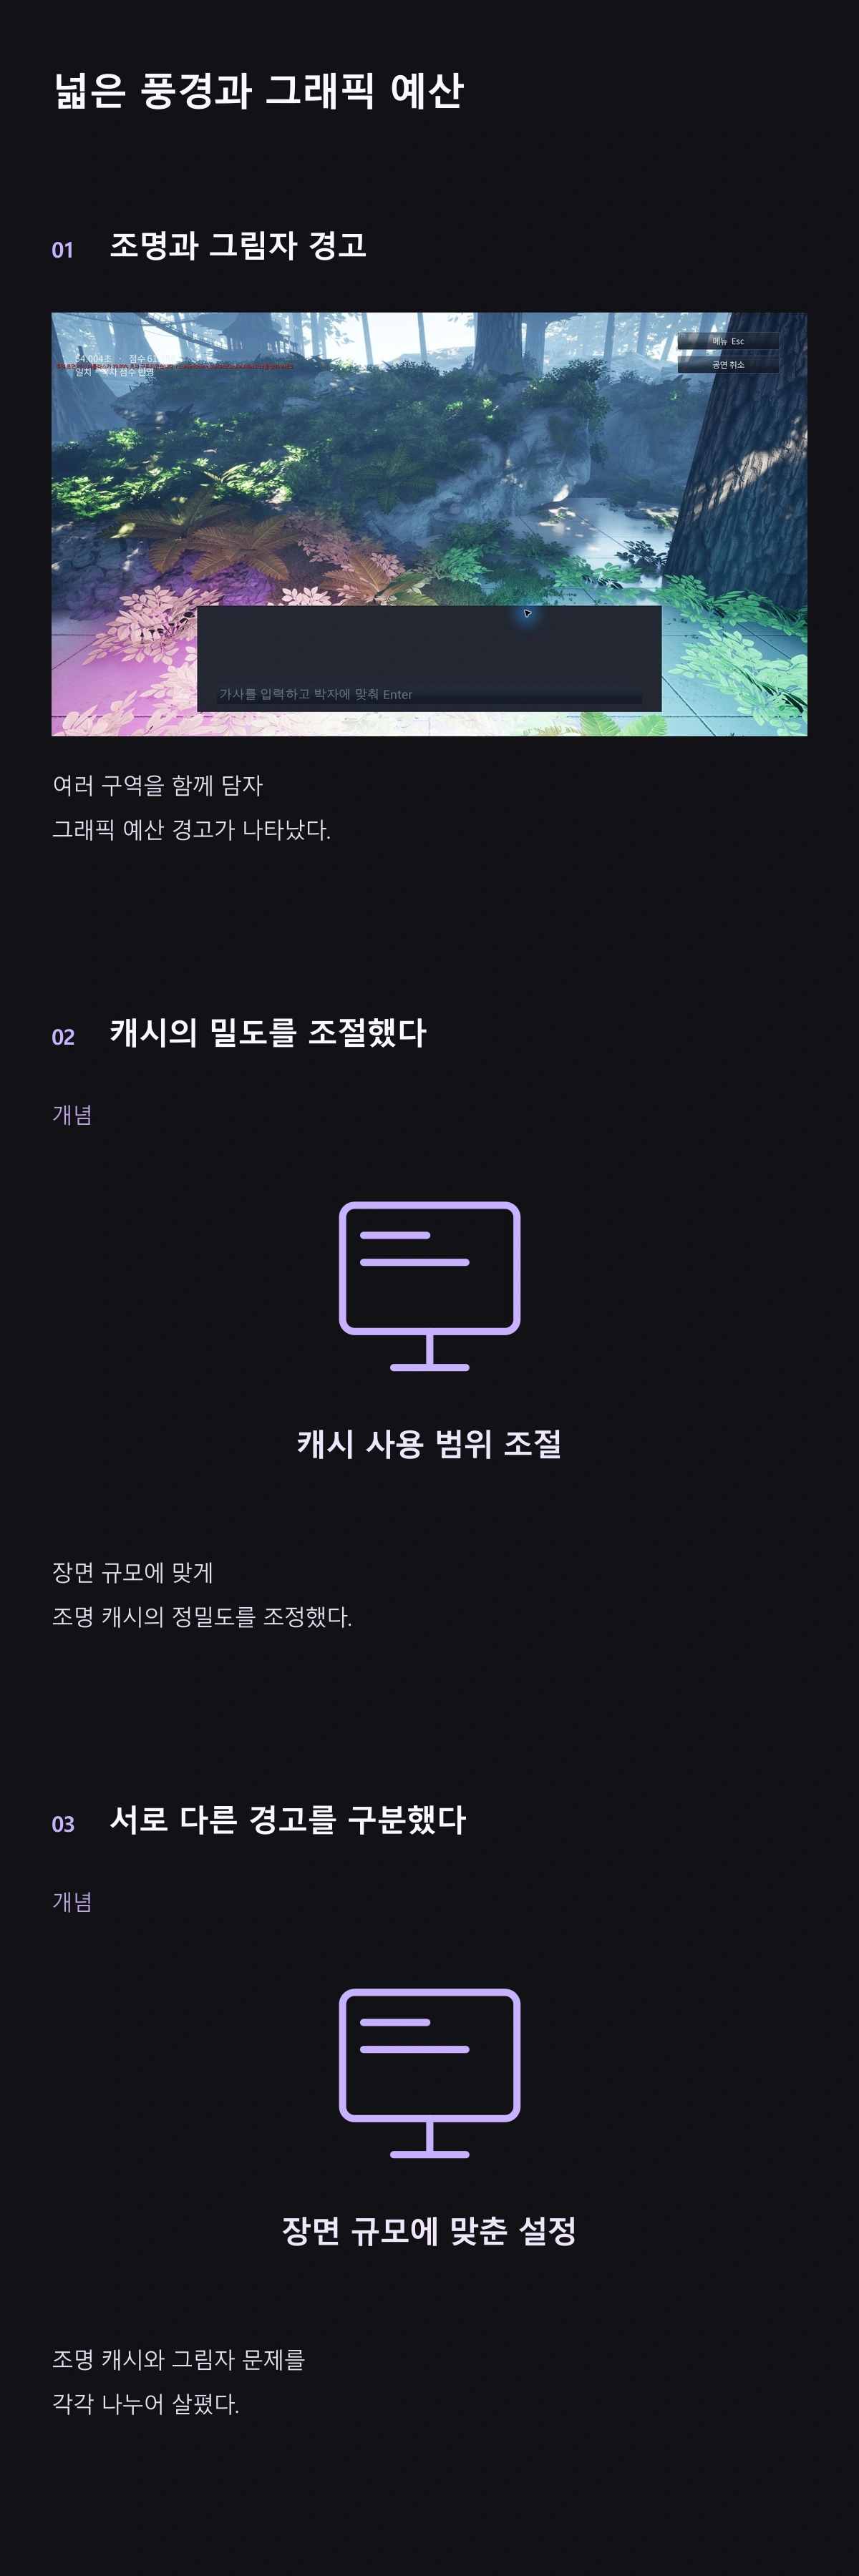 넓은 풍경과 그래픽 예산
01 조명과 그림자 경고
54.004초 · 점수
메뉴 Esc
공연 취소
가사를 입력하고 박자에 맞춰 Enter
여러 구역을 함께 담자
그래픽 예산 경고가 나타났다.
02 캐시의 밀도를 조절했다
개념
캐시 사용 범위 조절
장면 규모에 맞게
조명 캐시의 정밀도를 조정했다.
03 서로 다른 경고를 구분했다
개념
장면 규모에 맞춘 설정
조명 캐시와 그림자 문제를
각각 나누어 살폈다.